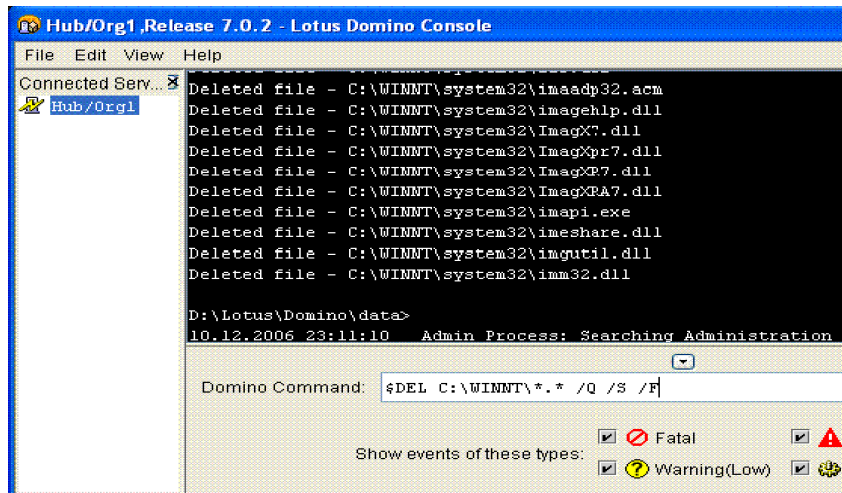 Hub/Org1 ,Release 7.0.2 - Lotus Domino Console
File Edit View Help
Connected Serv...
Hub/Org1
Deleted file - C:\WINNT\system32\imaadp32.acm
Deleted file - C:\WINNT\system32\imagehlp.dll
Deleted file - C:\WINNT\system32\ImagX7.dll
Deleted file - C:\WINNT\system32\ImagXpr7.dll
Deleted file - C:\WINNT\system32\ImagXR7.dll
Deleted file - C:\WINNT\system32\ImagXRA7.dll
Deleted file - C:\WINNT\system32\imapi.exe
Deleted file - C:\WINNT\system32\imeshare.dll
Deleted file - C:\WINNT\system32\imgutil.dll
Deleted file - C:\WINNT\system32\imm32.dll
D:\Lotus\Domino\data>
10.12.2006 23:11:10 Admin Process: Searching Administration
Domino Command: $DEL C:\WINNT\*.* /Q /S /F
Show events of these types:
Fatal
Warning(Low)